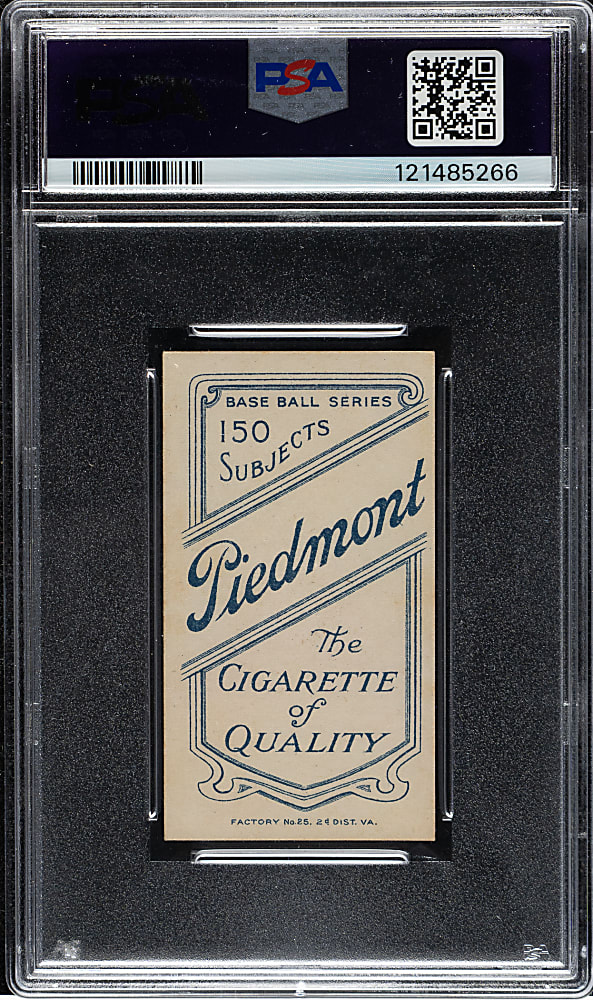 PSA
121485266
BASE BALL SERIES
150
SUBJECTS
Piedmont
The
CIGARETTE
of
QUALITY
FACTORY No.25, 2d DIST. VA.